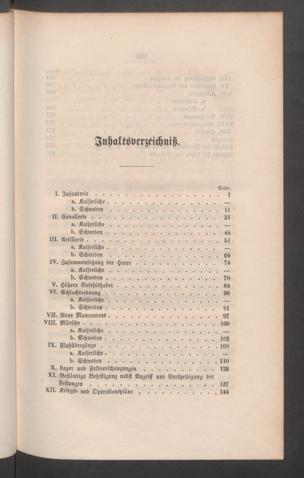 Inhaltsverzeichniß.
Seite.
I. Infanterie . . . 1
a. Kaiserliche . . . —
b. Schweden . . . 11
II. Cavallerie . . . 31
a. Kaiserliche . . . —
b. Schweden . . . 44
III. Artillerie . . . 51
a. Kaiserliche . . . —
b. Schweden . . . 64
IV. Zusammensetzung der Heere . . . 74
a. Kaiserliche . . . —
b. Schweden . . . 78
V. Höhere Befehlshaber . . . 84
VI. Schlachtordnung . . . 90
a. Kaiserliche . . . —
b. Schweden . . . 94
VII. Neue Manœuvres . . . 97
VIII. Märsche . . . 100
a. Kaiserliche . . . —
b. Schweden . . . 102
IX. Flußübergänge . . . 109
a. Kaiserliche . . . —
b. Schweden . . . 110
X. Lager und Feldverschanzungen . . . 126
XI. Beständige Befestigung nebst Angriff und Vertheidigung der
Festungen . . . 137
XII. Kriegs- und Operationspläne . . . 144